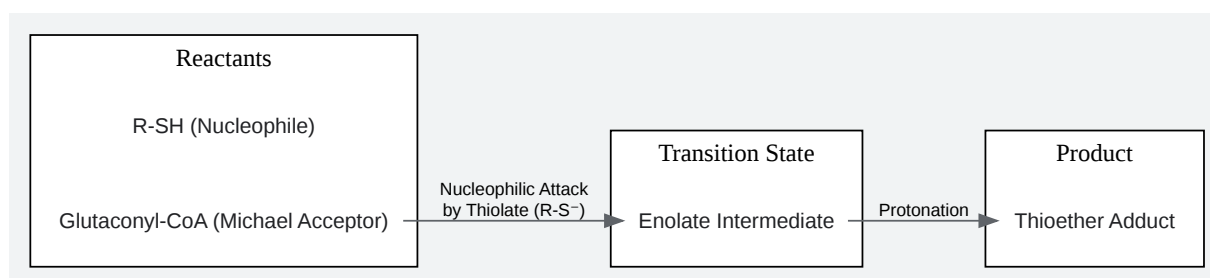 Reactants
R-SH (Nucleophile)
Glutaconyl-CoA (Michael Acceptor)
Nucleophilic Attack
by Thiolate (R-S⁻)
Transition State
Enolate Intermediate
Protonation
Product
Thioether Adduct